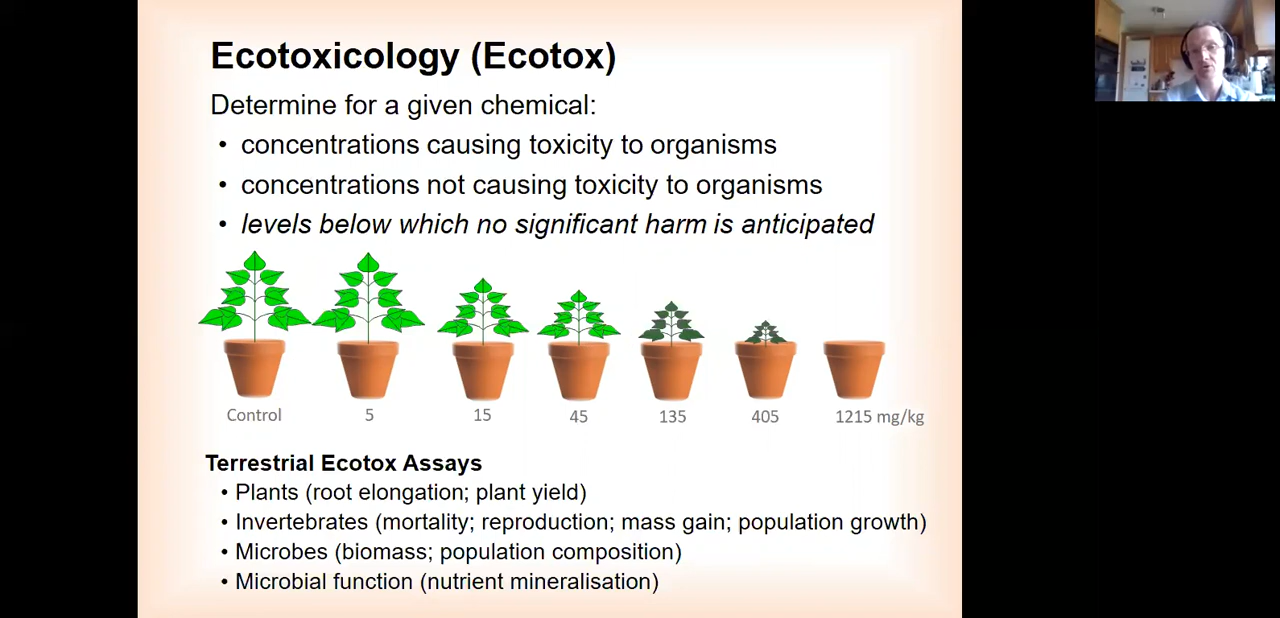 Ecotoxicology (Ecotox)
Determine for a given chemical:
• concentrations causing toxicity to organisms
• concentrations not causing toxicity to organisms
• levels below which no significant harm is anticipated
Control 5 15 45 135 405 1215 mg/kg
Terrestrial Ecotox Assays
• Plants (root elongation; plant yield)
• Invertebrates (mortality; reproduction; mass gain; population growth)
• Microbes (biomass; population composition)
• Microbial function (nutrient mineralisation)